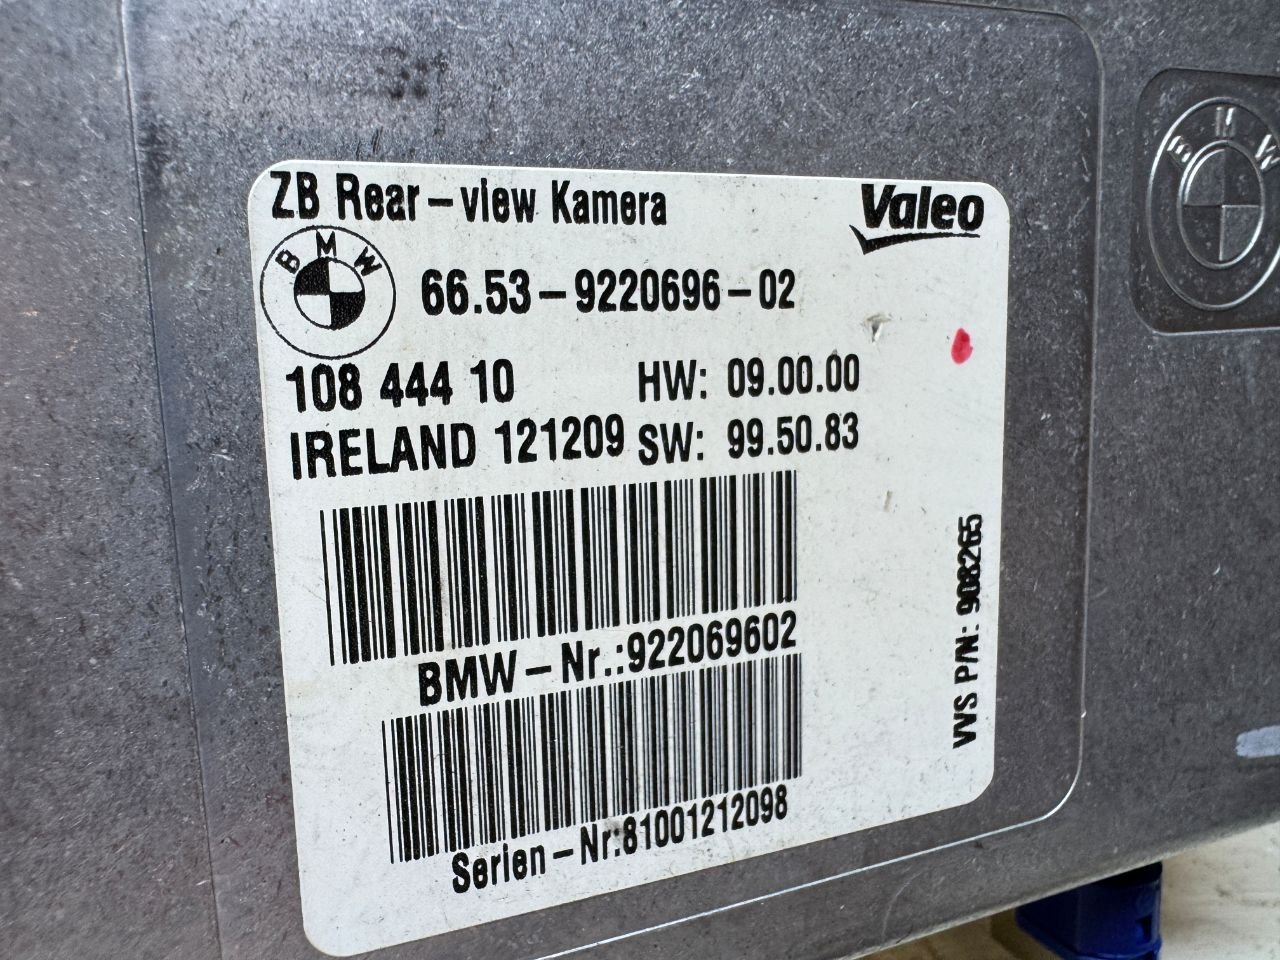 ZB Rear-view Kamera
Valeo
BMW
66.53-9220696-02
108 444 10
HW: 09.00.00
IRELAND 121209
SW: 99.50.83
BMW-Nr.:922069602
Serien-Nr.:81001212098
VVS P/N: 908265
BMW